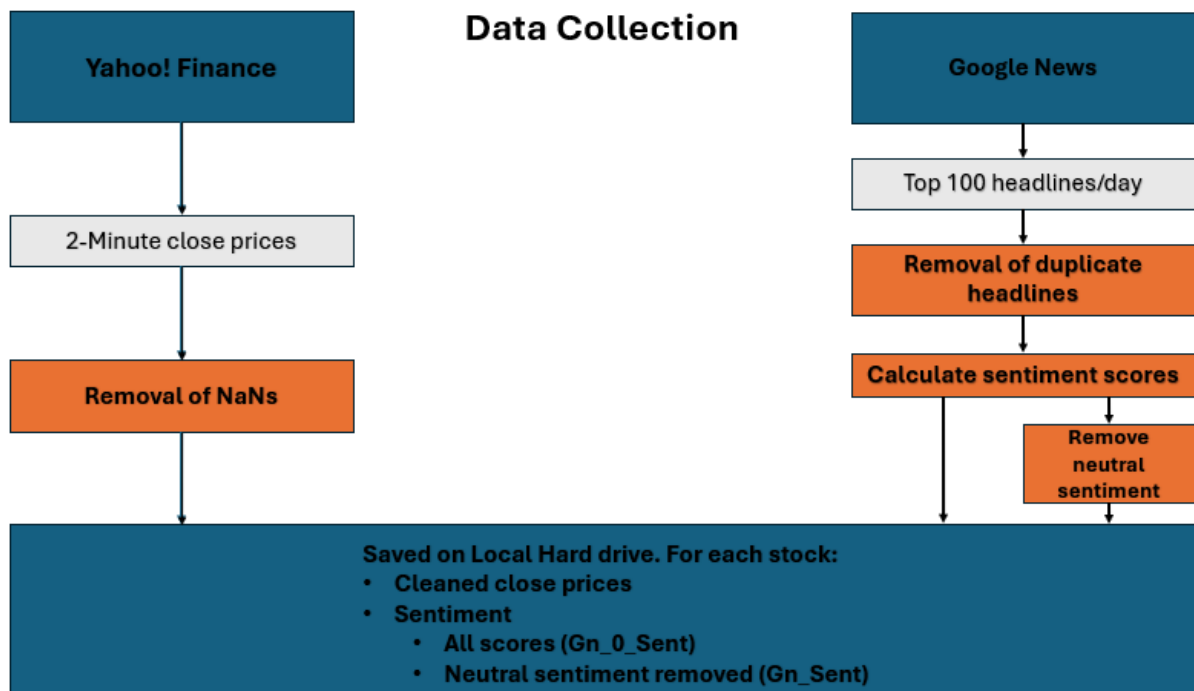 Data Collection
Yahoo! Finance
2-Minute close prices
Removal of NaNs
Google News
Top 100 headlines/day
Removal of duplicate
headlines
Calculate sentiment scores
Remove
neutral
sentiment
Saved on Local Hard drive. For each stock:
• Cleaned close prices
• Sentiment
• All scores (Gn_0_Sent)
• Neutral sentiment removed (Gn_Sent)